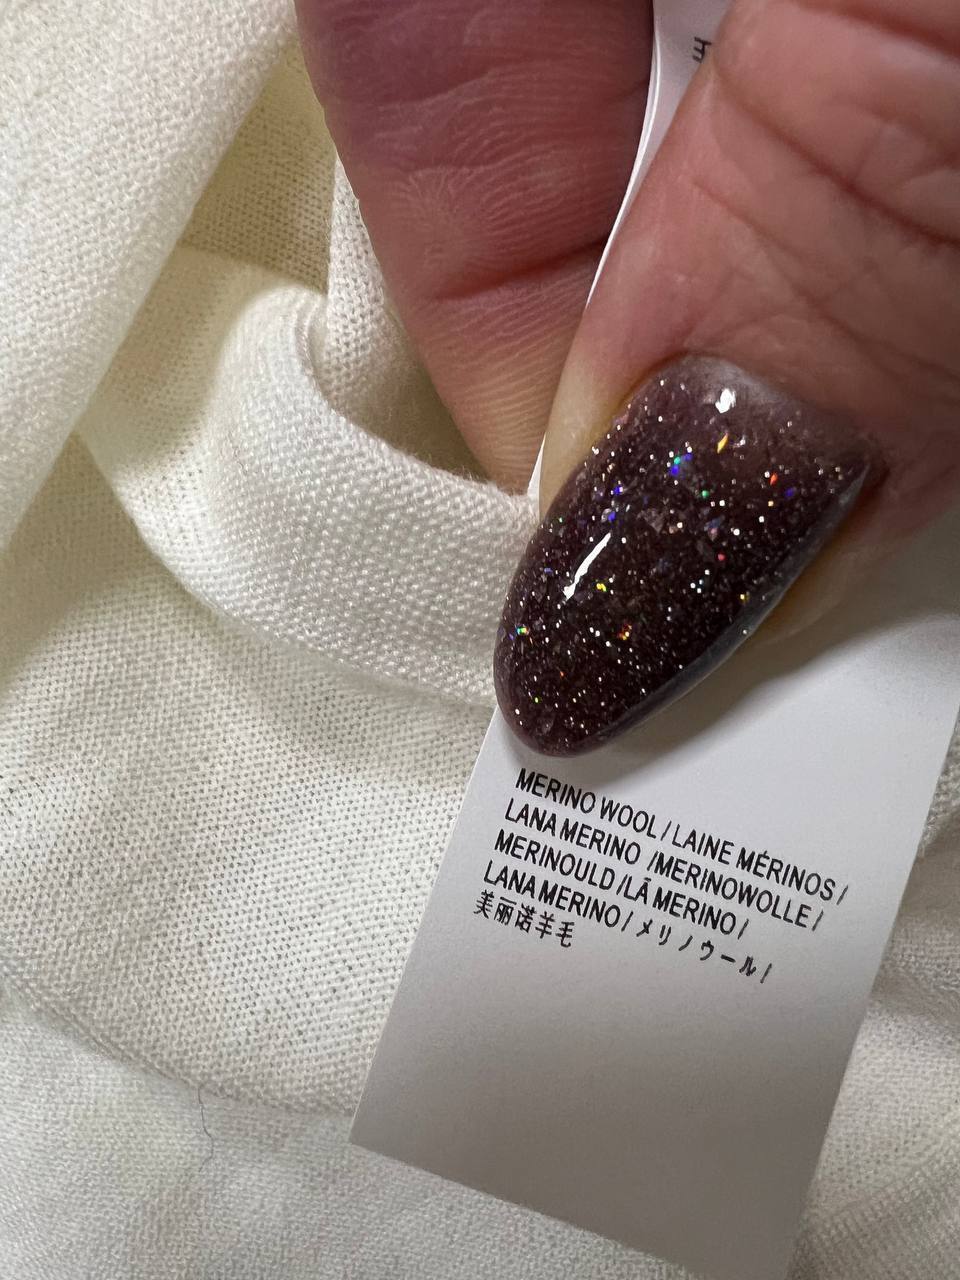 MERINO WOOL / LAINE MÉRINOS /
LANA MERINO /MERINOWOLLE /
MERINOULD /LÃ MERINO /
LANA MERINO / メリノウール /
美丽诺羊毛